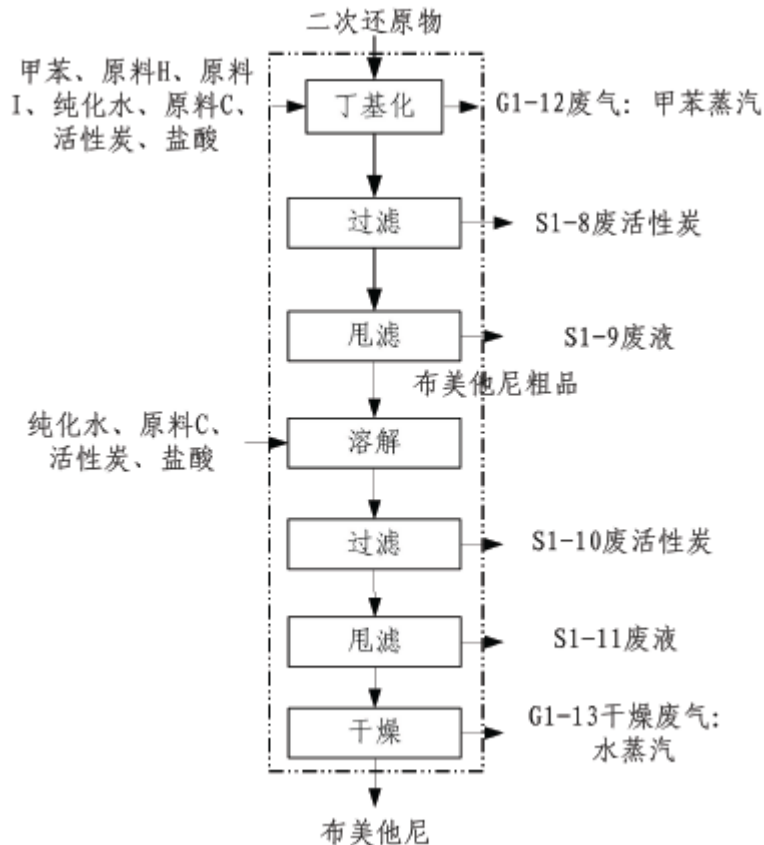 二次还原物
甲苯、原料H、原料
I、纯化水、原料C、
活性炭、盐酸
丁基化
G1-12废气: 甲苯蒸汽
过滤
S1-8废活性炭
甩滤
S1-9废液
布美他尼粗品
纯化水、原料C、
活性炭、盐酸
溶解
过滤
S1-10废活性炭
甩滤
S1-11废液
干燥
G1-13干燥废气:
水蒸汽
布美他尼